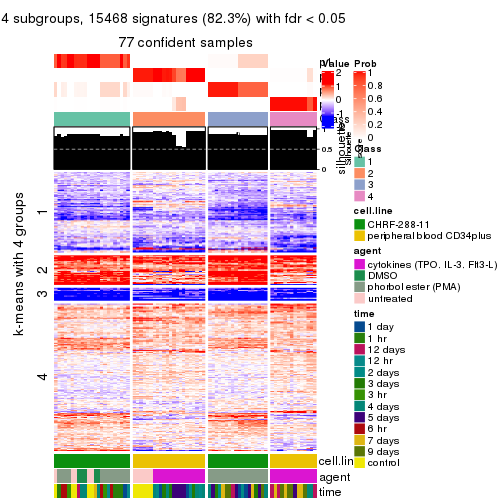 4 subgroups, 15468 signatures (82.3%) with fdr < 0.05
77 confident samples
Value
2
1
0
-1
-2
Prob
1
0.8
0.6
0.4
0.2
0
Class
silhouette
1
0.5
0
Class
1
2
3
4
cell.line
CHRF-288-11
peripheral blood CD34plus
agent
cytokines (TPO, IL-3, Flt3-L)
DMSO
phorbol ester (PMA)
untreated
time
1 day
1 hr
12 days
12 hr
2 days
3 days
3 hr
4 days
5 days
6 hr
7 days
9 days
control
k-means with 4 groups
1
2
3
4
cell.lin
agent
time